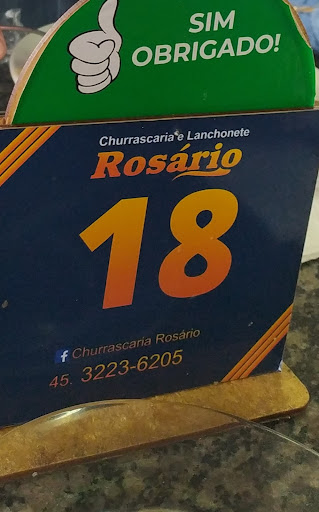 SIM
OBRIGADO!
Churrascaria e Lanchonete
Rosário
18
f Churrascaria Rosário
45. 3223-6205